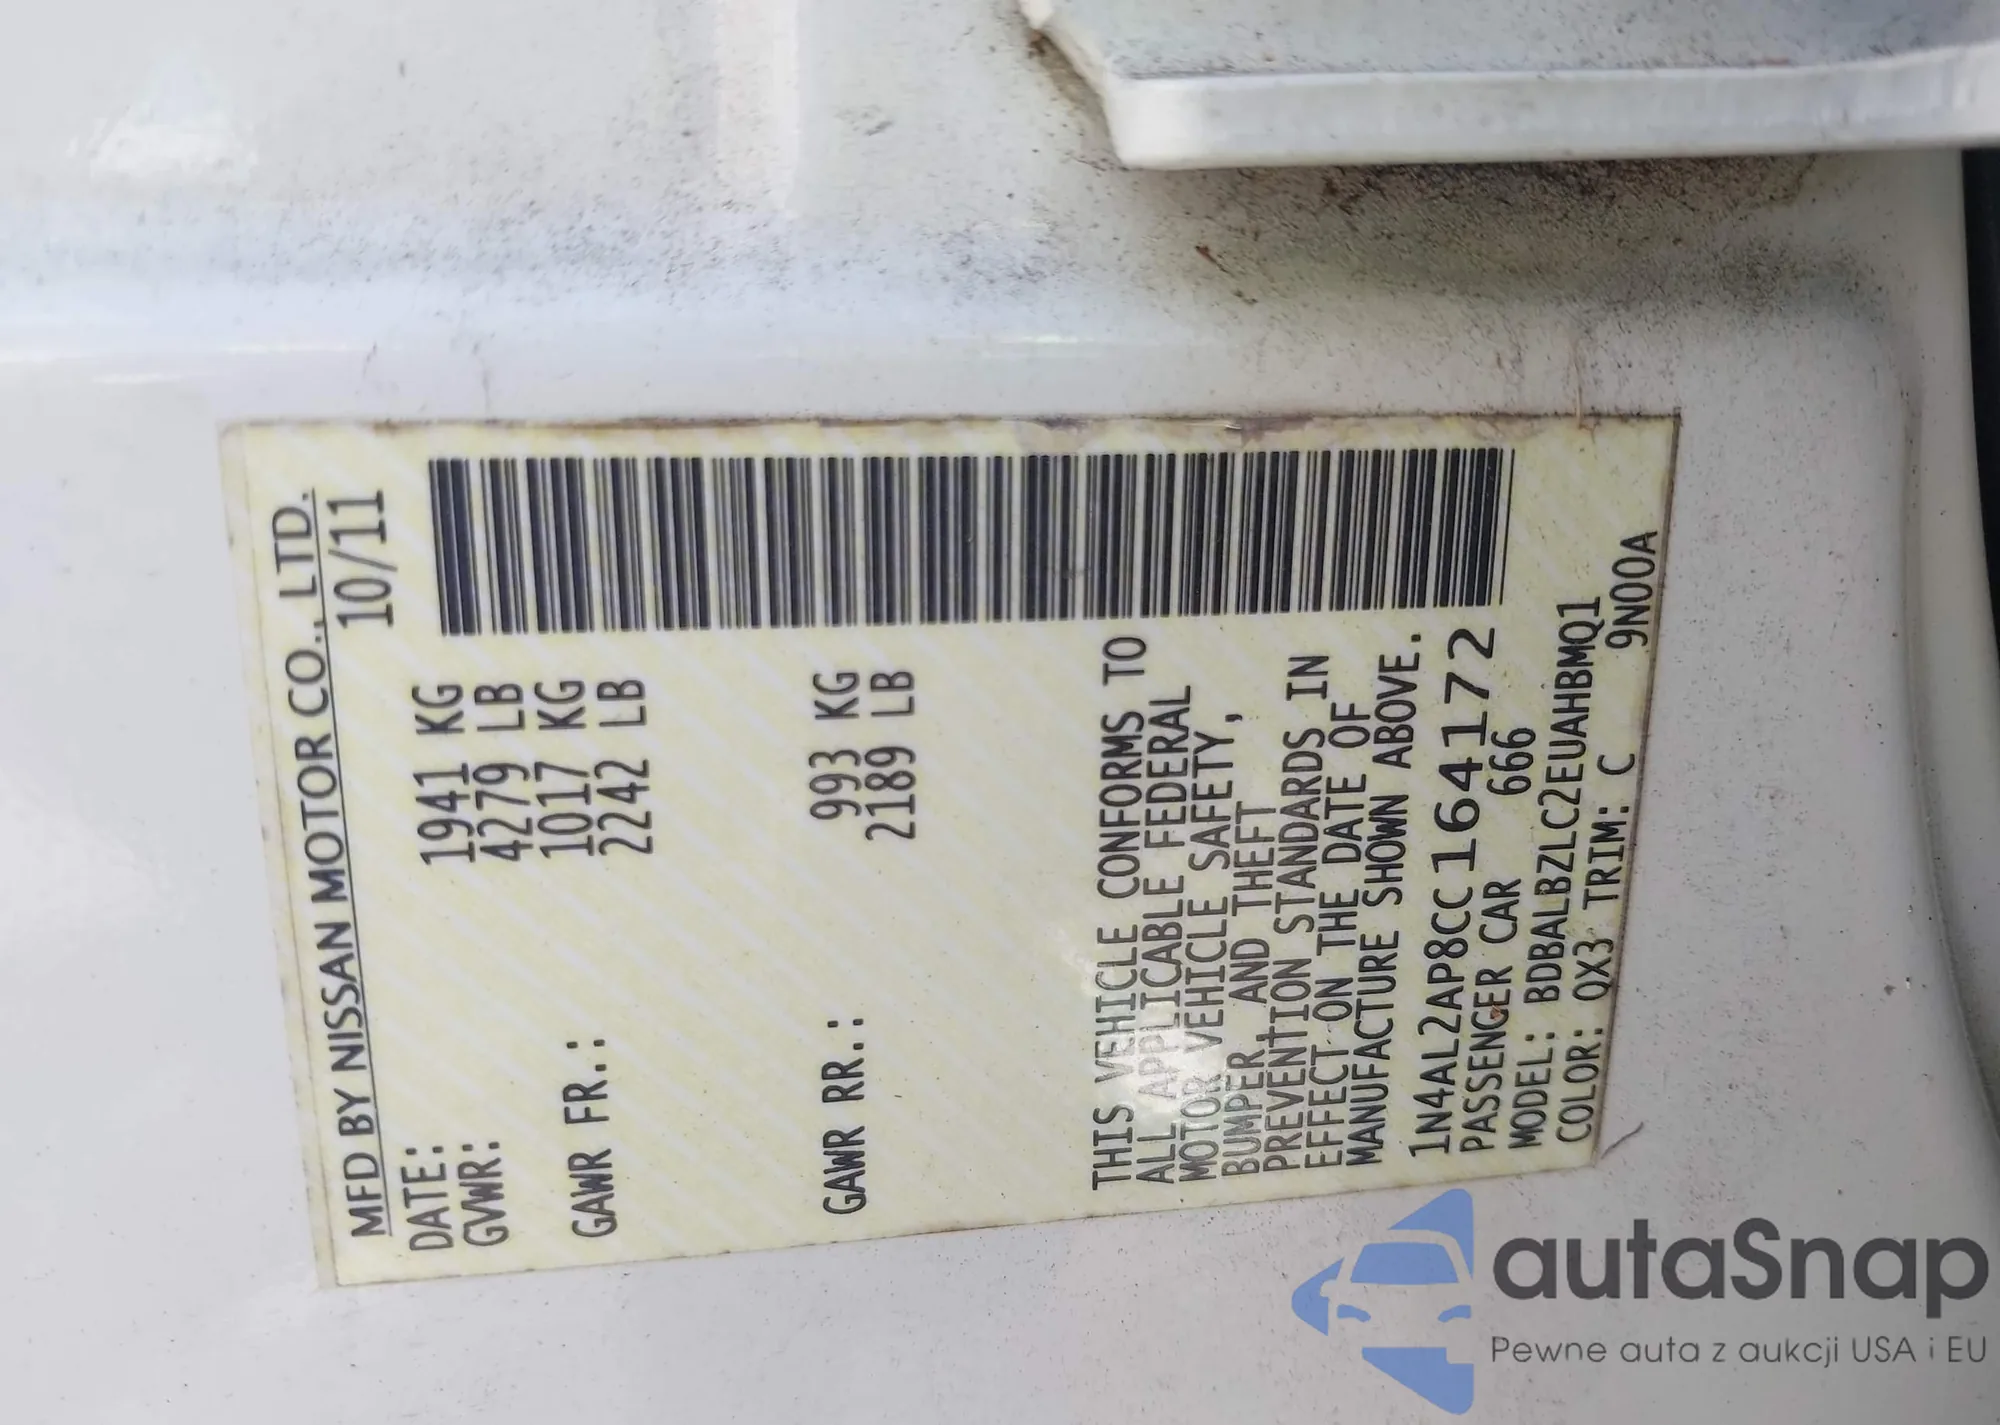 MFD BY NISSAN MOTOR CO., LTD.
DATE: 10/11
GVWR: 1941 KG
4279 LB
GAWR FR.: 1017 KG
2242 LB
GAWR RR.: 993 KG
2189 LB
THIS VEHICLE CONFORMS TO
ALL APPLICABLE FEDERAL
MOTOR VEHICLE SAFETY,
BUMPER AND THEFT
PREVENTION STANDARDS IN
EFFECT ON THE DATE OF
MANUFACTURE SHOWN ABOVE.
1N4AL2AP8CC164172
PASSENGER CAR 666
MODEL: BDBALBZLC2EUAHBMQ1
COLOR: QX3 TRIM: C 9N00A
autaSnap
Pewne auta z aukcji USA i EU